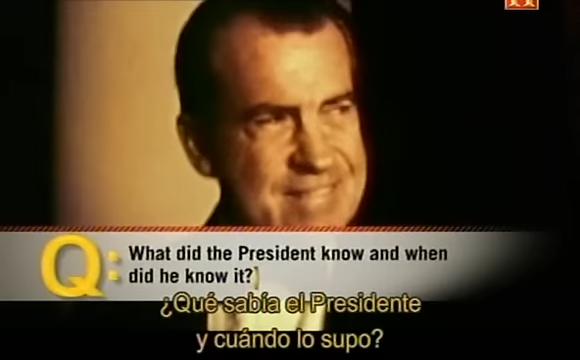 H
Q: What did the President know and when
did he know it?
¿Qué sabía el Presidente
y cuándo lo supo?